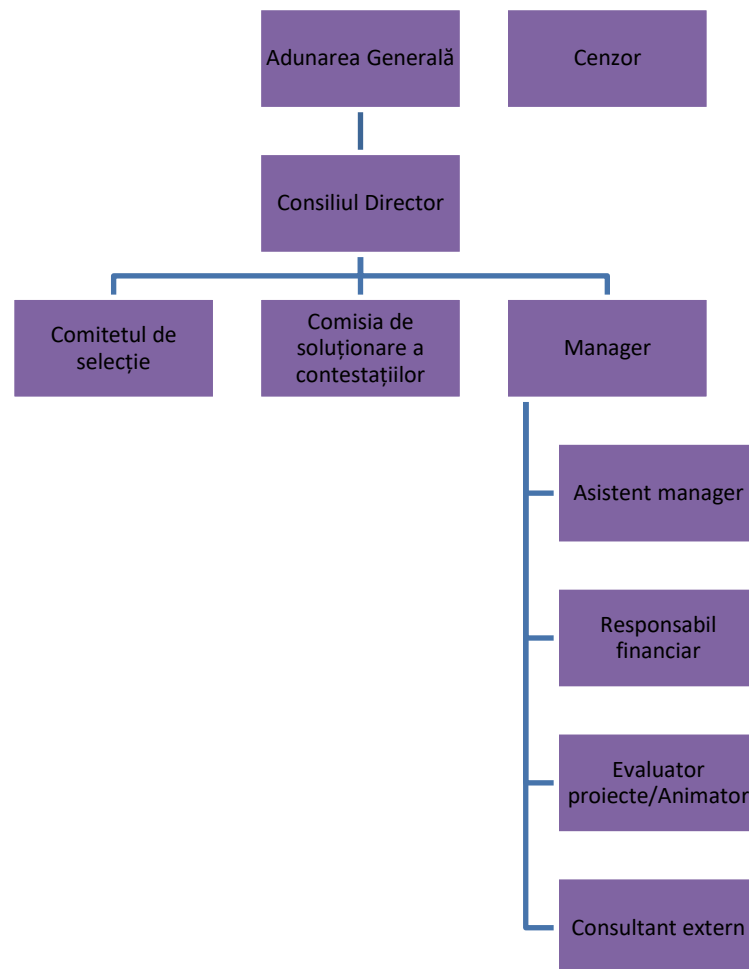 Adunarea Generală
Cenzor
Consiliul Director
Comitetul de
selecție
Comisia de
soluționare a
contestațiilor
Manager
Asistent manager
Responsabil
financiar
Evaluator
proiecte/Animator
Consultant extern